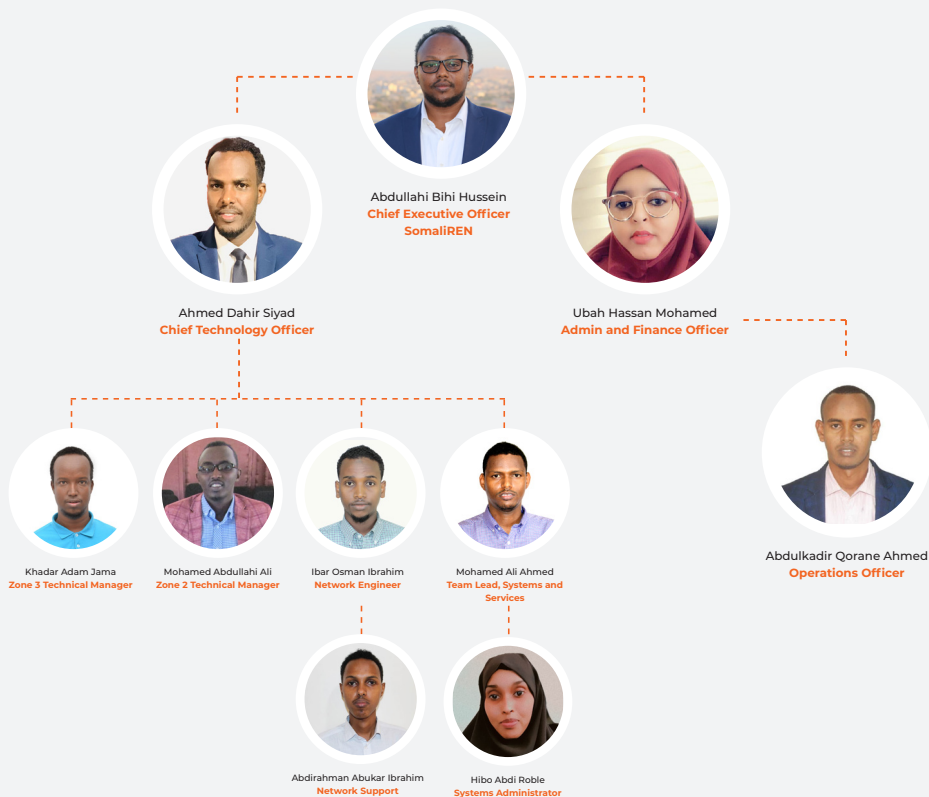 Abdullahi Bihi Hussein
Chief Executive Officer
SomaliREN
Ahmed Dahir Siyad
Chief Technology Officer
Ubah Hassan Mohamed
Admin and Finance Officer
Khadar Adam Jama
Zone 3 Technical Manager
Mohamed Abdullahi Ali
Zone 2 Technical Manager
Ibar Osman Ibrahim
Network Engineer
Mohamed Ali Ahmed
Team Lead, Systems and
Services
Abdulkadir Qorane Ahmed
Operations Officer
Abdirahman Abukar Ibrahim
Network Support
Hibo Abdi Roble
Systems Administrator